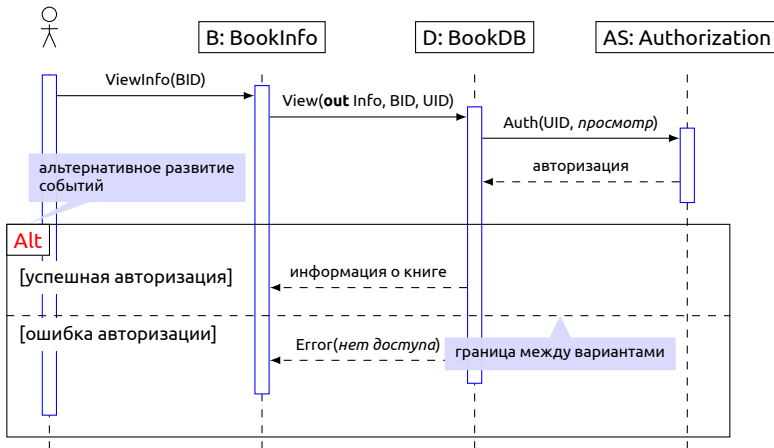 B: BookInfo
D: BookDB
AS: Authorization
ViewInfo(BID)
View(out Info, BID, UID)
Auth(UID, просмотр)
авторизация
альтернативное развитие
событий
Alt
[успешная авторизация]
информация о книге
[ошибка авторизации]
Error(нет доступа)
граница между вариантами